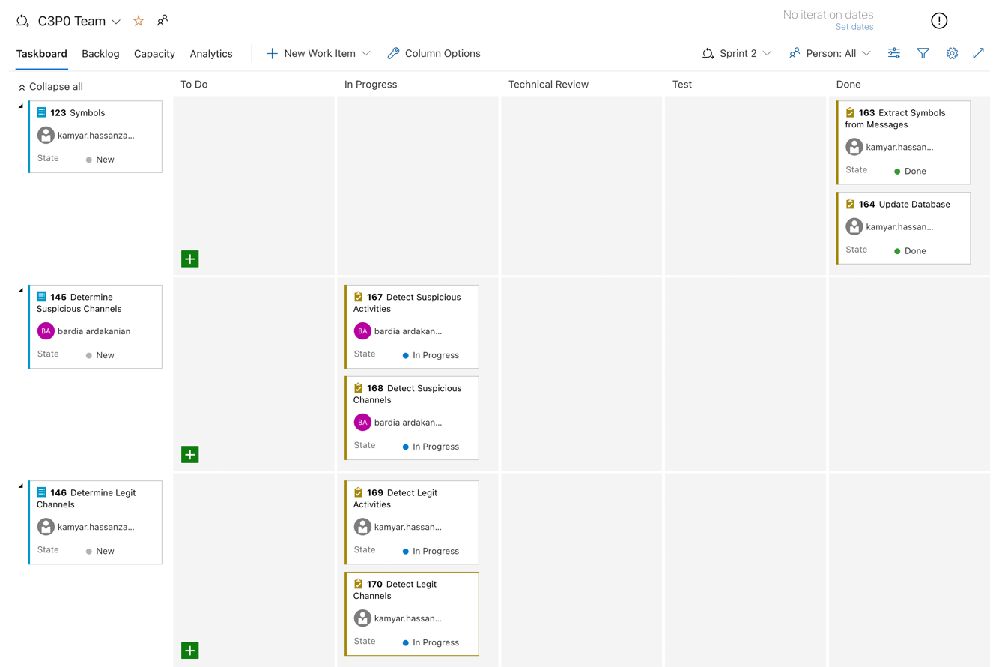 C3P0 Team
No iteration dates
Set dates
Taskboard Backlog Capacity Analytics New Work Item Column Options Sprint 2 Person: All
Collapse all To Do In Progress Technical Review Test Done
123 Symbols
kamyar.hassanza...
State New
163 Extract Symbols
from Messages
kamyar.hassan...
State Done
164 Update Database
kamyar.hassan...
State Done
145 Determine
Suspicious Channels
BA bardia ardakanian
State New
167 Detect Suspicious
Activities
BA bardia ardakan...
State In Progress
168 Detect Suspicious
Channels
BA bardia ardakan...
State In Progress
146 Determine Legit
Channels
kamyar.hassanza...
State New
169 Detect Legit
Activities
kamyar.hassan...
State In Progress
170 Detect Legit
Channels
kamyar.hassan...
State In Progress